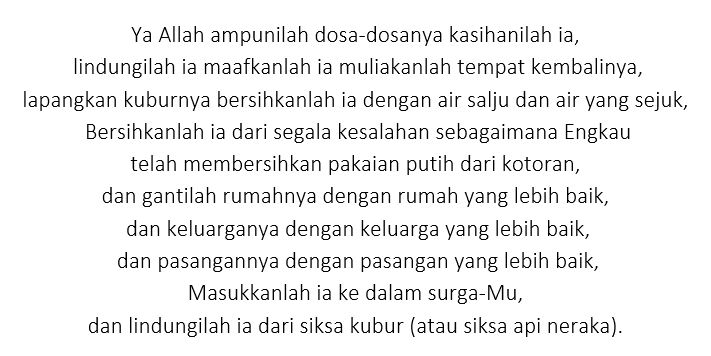 Ya Allah ampunilah dosa-dosanya kasihanilah ia,
lindungilah ia maafkanlah ia muliakanlah tempat kembalinya,
lapangkan kuburnya bersihkanlah ia dengan air salju dan air yang sejuk,
Bersihkanlah ia dari segala kesalahan sebagaimana Engkau
telah membersihkan pakaian putih dari kotoran,
dan gantilah rumahnya dengan rumah yang lebih baik,
dan keluarganya dengan keluarga yang lebih baik,
dan pasangannya dengan pasangan yang lebih baik,
Masukkanlah ia ke dalam surga-Mu,
dan lindungilah ia dari siksa kubur (atau siksa api neraka).